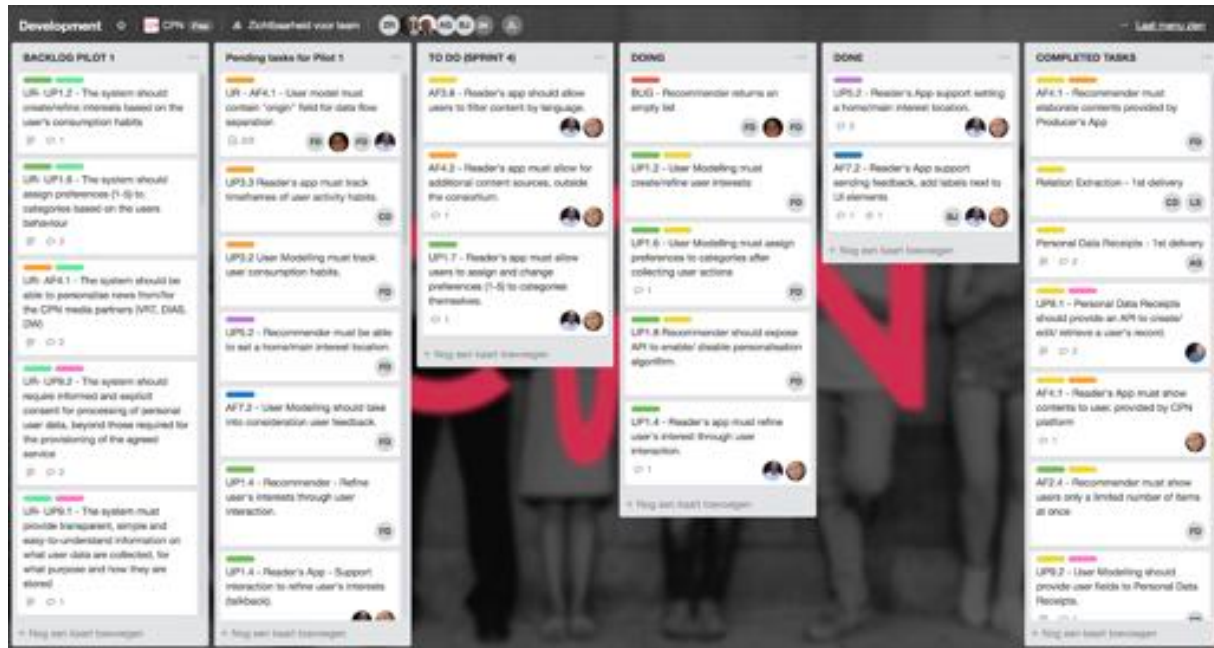 Development
CPN Free
Zichtbaarheid voor team
Laat menu zien
BACKLOG PILOT 1
UR- UP1.2 - The system should
create/refine interests based on the
user's consumption habits
1
UR- UP1.6 - The system should
assign preferences (1-5) to
categories based on the users
behaviour
UR- AF4.1 - The system should be
able to personalise news from/for
the CPN media partners (VRT, DIAS,
DW)
UR- UP9.2 - The system should
require informed and explicit
consent for processing of personal
user data, beyond those required for
the provisioning of the agreed
service
2
UR- UP9.1 - The system must
provide transparent, simple and
easy-to-understand information on
what user data are collected, for
what purpose and how they are
stored
1
+ Nog een kaart toevoegen
Pending tasks for Pilot 1
UR - AF4.1 - User model must
contain "origin" field for data flow
separation
UP3.3 Reader's app must track
timeframes of user activity habits.
UP3.2 User Modelling must track
user consumption habits.
FG
UP5.2 - Recommender must be able
to set a home/main interest location
AF7.2 - User Modelling should take
into consideration user feedback.
UP1.4 - Recommender - Refine
user's interests through user
interaction.
UP1.4 - Reader's App - Support
interaction to refine user's interests
(talkback).
+ Nog een kaart toevoegen
TO DO (SPRINT 4)
AF3.8 - Reader's app should allow
users to filter content by language.
AF4.2 - Reader's app must allow for
additional content sources, outside
the consortium.
1
UP1.7 - Reader's app must allow
users to assign and change
preferences (1-5) to categories
themselves.
1
+ Nog een kaart toevoegen
DOING
BUG - Recommender returns an
empty list
UP1.2 - User Modelling must
create/refine user interests
UP1.6 - User Modelling must assign
preferences to categories after
collecting user actions
1
UP1.8 Recommender should expose
API to enable/ disable personalisation
algorithm.
UP1.4 - Reader's app must refine
user's interest through user
interaction.
1
+ Nog een kaart toevoegen
DONE
UP5.2 - Reader's App support setting
a home/main interest location.
AF7.2 - Reader's App support
sending feedback, add labels next to
UI elements
1 1
+ Nog een kaart toevoegen
COMPLETED TASKS
AF4.1 - Recommender must
elaborate contents provided by
Producer's App
Relation Extraction - 1st delivery
Personal Data Receipts - 1st delivery
2
UP9.1 - Personal Data Receipts
should provide an API to create/
edit/ retrieve a user's record
2
AF4.1 - Reader's App must show
contents to user, provided by CPN
platform
1
AF2.4 - Recommender must show
users only a limited number of items
at once
UP9.2 - User Modelling should
provide user fields to Personal Data
Receipts.
+ Nog een kaart toevoegen